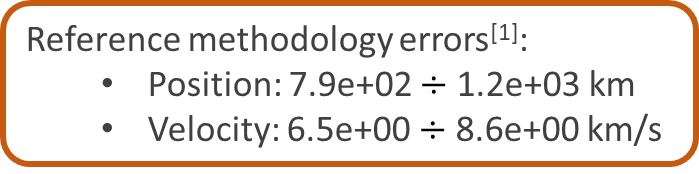 Reference methodology errors[1]:
• Position: 7.9e+02 ÷ 1.2e+03 km
• Velocity: 6.5e+00 ÷ 8.6e+00 km/s